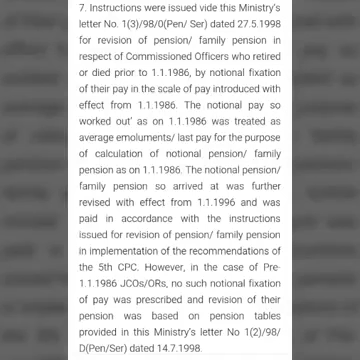 7. Instructions were issued vide this Ministry's
letter No. 1(3)/98/0(Pen/ Ser) dated 27.5.1998
for revision of pension/ family pension in
respect of Commissioned Officers who retired
or died prior to 1.1.1986, by notional fixation
of their pay in the scale of pay introduced with
effect from 1.1.1986. The notional pay so
worked out' as on 1.1.1986 was treated as
average emoluments/ last pay for the purpose
of calculation of notional pension/ family
pension as on 1.1.1986. The notional pension/
family pension so arrived at was further
revised with effect from 1.1.1996 and was
paid in accordance with the instructions
issued for revision of pension/ family pension
in implementation of the recommendations of
the 5th CPC. However, in the case of Pre-
1.1.1986 JCOs/ORs, no such notional fixation
of pay was prescribed and revision of their
pension was based on pension tables
provided in this Ministry's letter No 1(2)/98/
D(Pen/Ser) dated 14.7.1998.